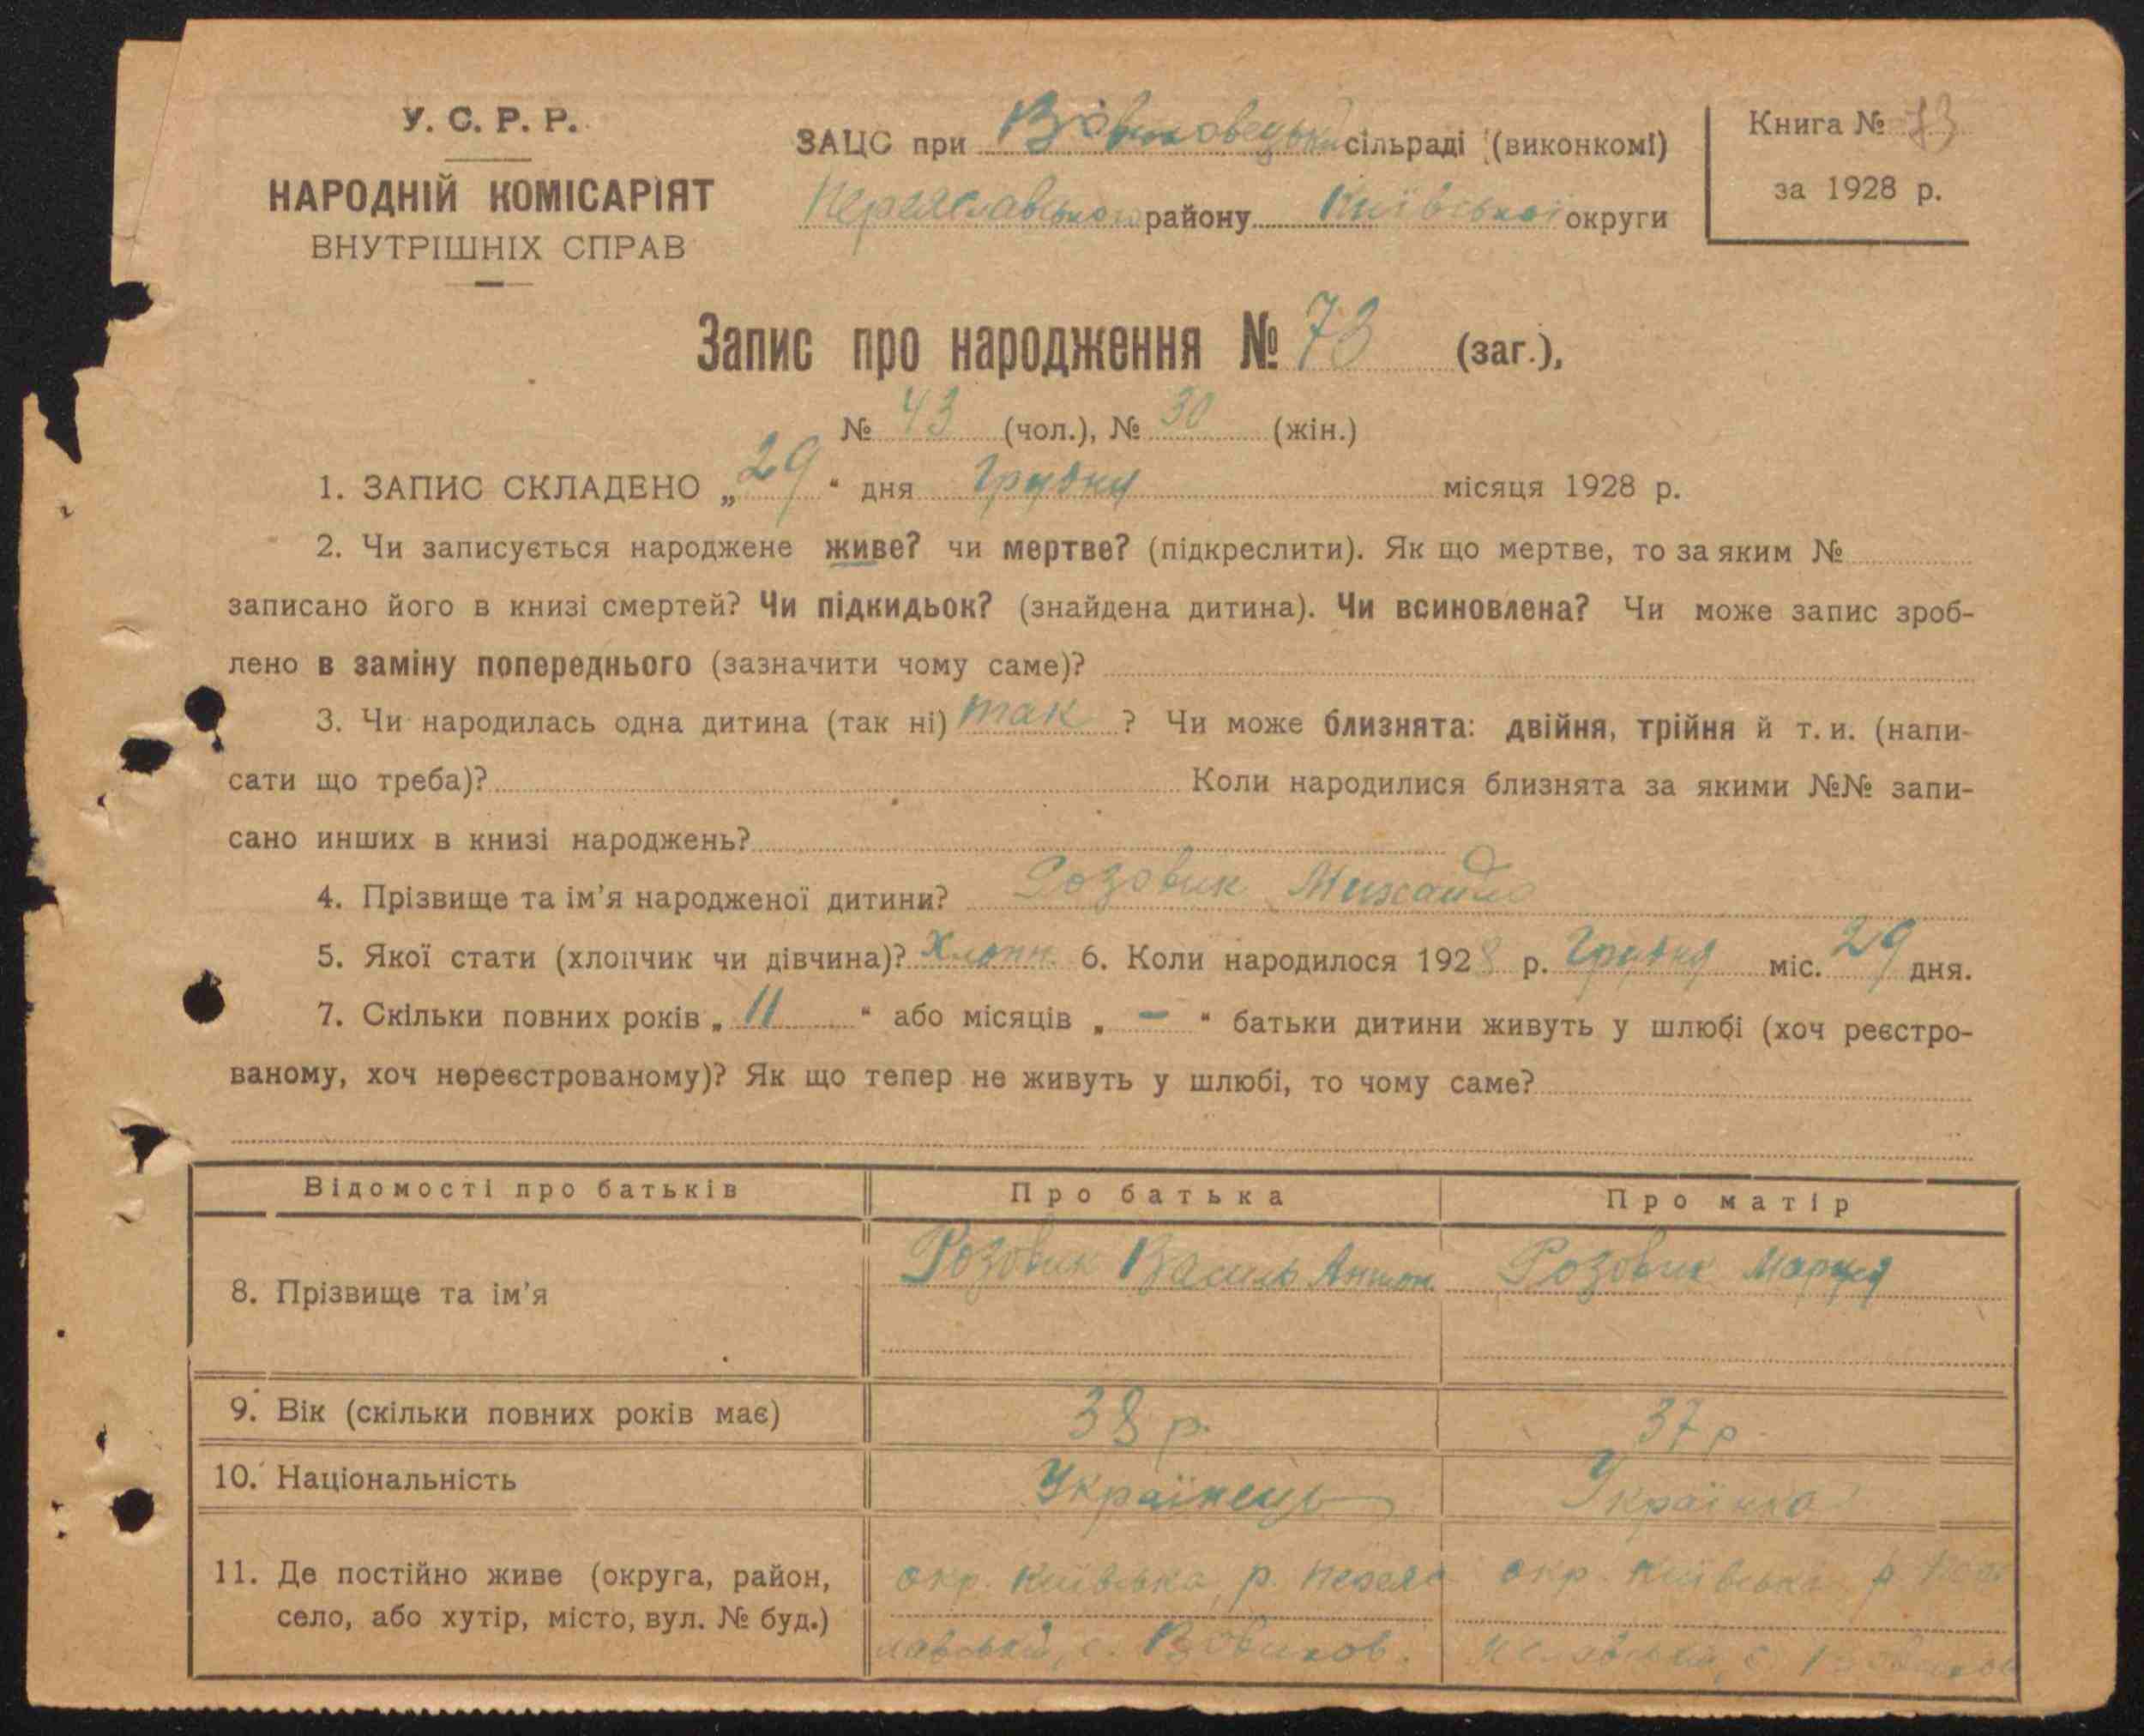 У. С. Р. Р.
НАРОДНІЙ КОМІСАРІЯТ
ВНУТРІШНІХ СПРАВ
ЗАЦС при сільраді (виконкомі)
Переяславського району Київської округи
Книга № 73
за 1928 р.
Запис про народження № 73 (заг.),
№ 43 (чол.), № 30 (жін.)
1. ЗАПИС СКЛАДЕНО „29“ дня Грудня місяця 1928 р.
2. Чи записується народжене живе? чи мертве? (підкреслити). Як що мертве, то за яким №
записано його в книзі смертей? Чи підкидьок? (знайдена дитина). Чи всиновлена? Чи може запис зроб-
лено в заміну попереднього (зазначити чому саме)?
3. Чи народилась одна дитина (так ні) так ? Чи може близнята: двійня, трійня й т. и. (напи-
сати що треба)? Коли народилися близнята за якими №№ запи-
сано инших в книзі народжень?
4. Прізвище та ім'я народженої дитини? Розовик Михайло
5. Якої стати (хлопчик чи дівчина)? Хлопч. 6. Коли народилося 1928 р. Грудня міс. 29 дня.
7. Скільки повних років „11“ або місяців „–“ батьки дитини живуть у шлюбі (хоч реєстро-
ваному, хоч нереєстрованому)? Як що тепер не живуть у шлюбі, то чому саме?
Відомості про батьків Про батька Про матір
8. Прізвище та ім'я Розовик Василь Антон. Розовик Мария
9. Вік (скільки повних років має) 38 р. 37 р.
10. Національність Українець Українка
11. Де постійно живе (округа, район, окр. Київська, р. Переяс окр. Київська р. Пер
село, або хутір, місто, вул. № буд.) лавський, с.